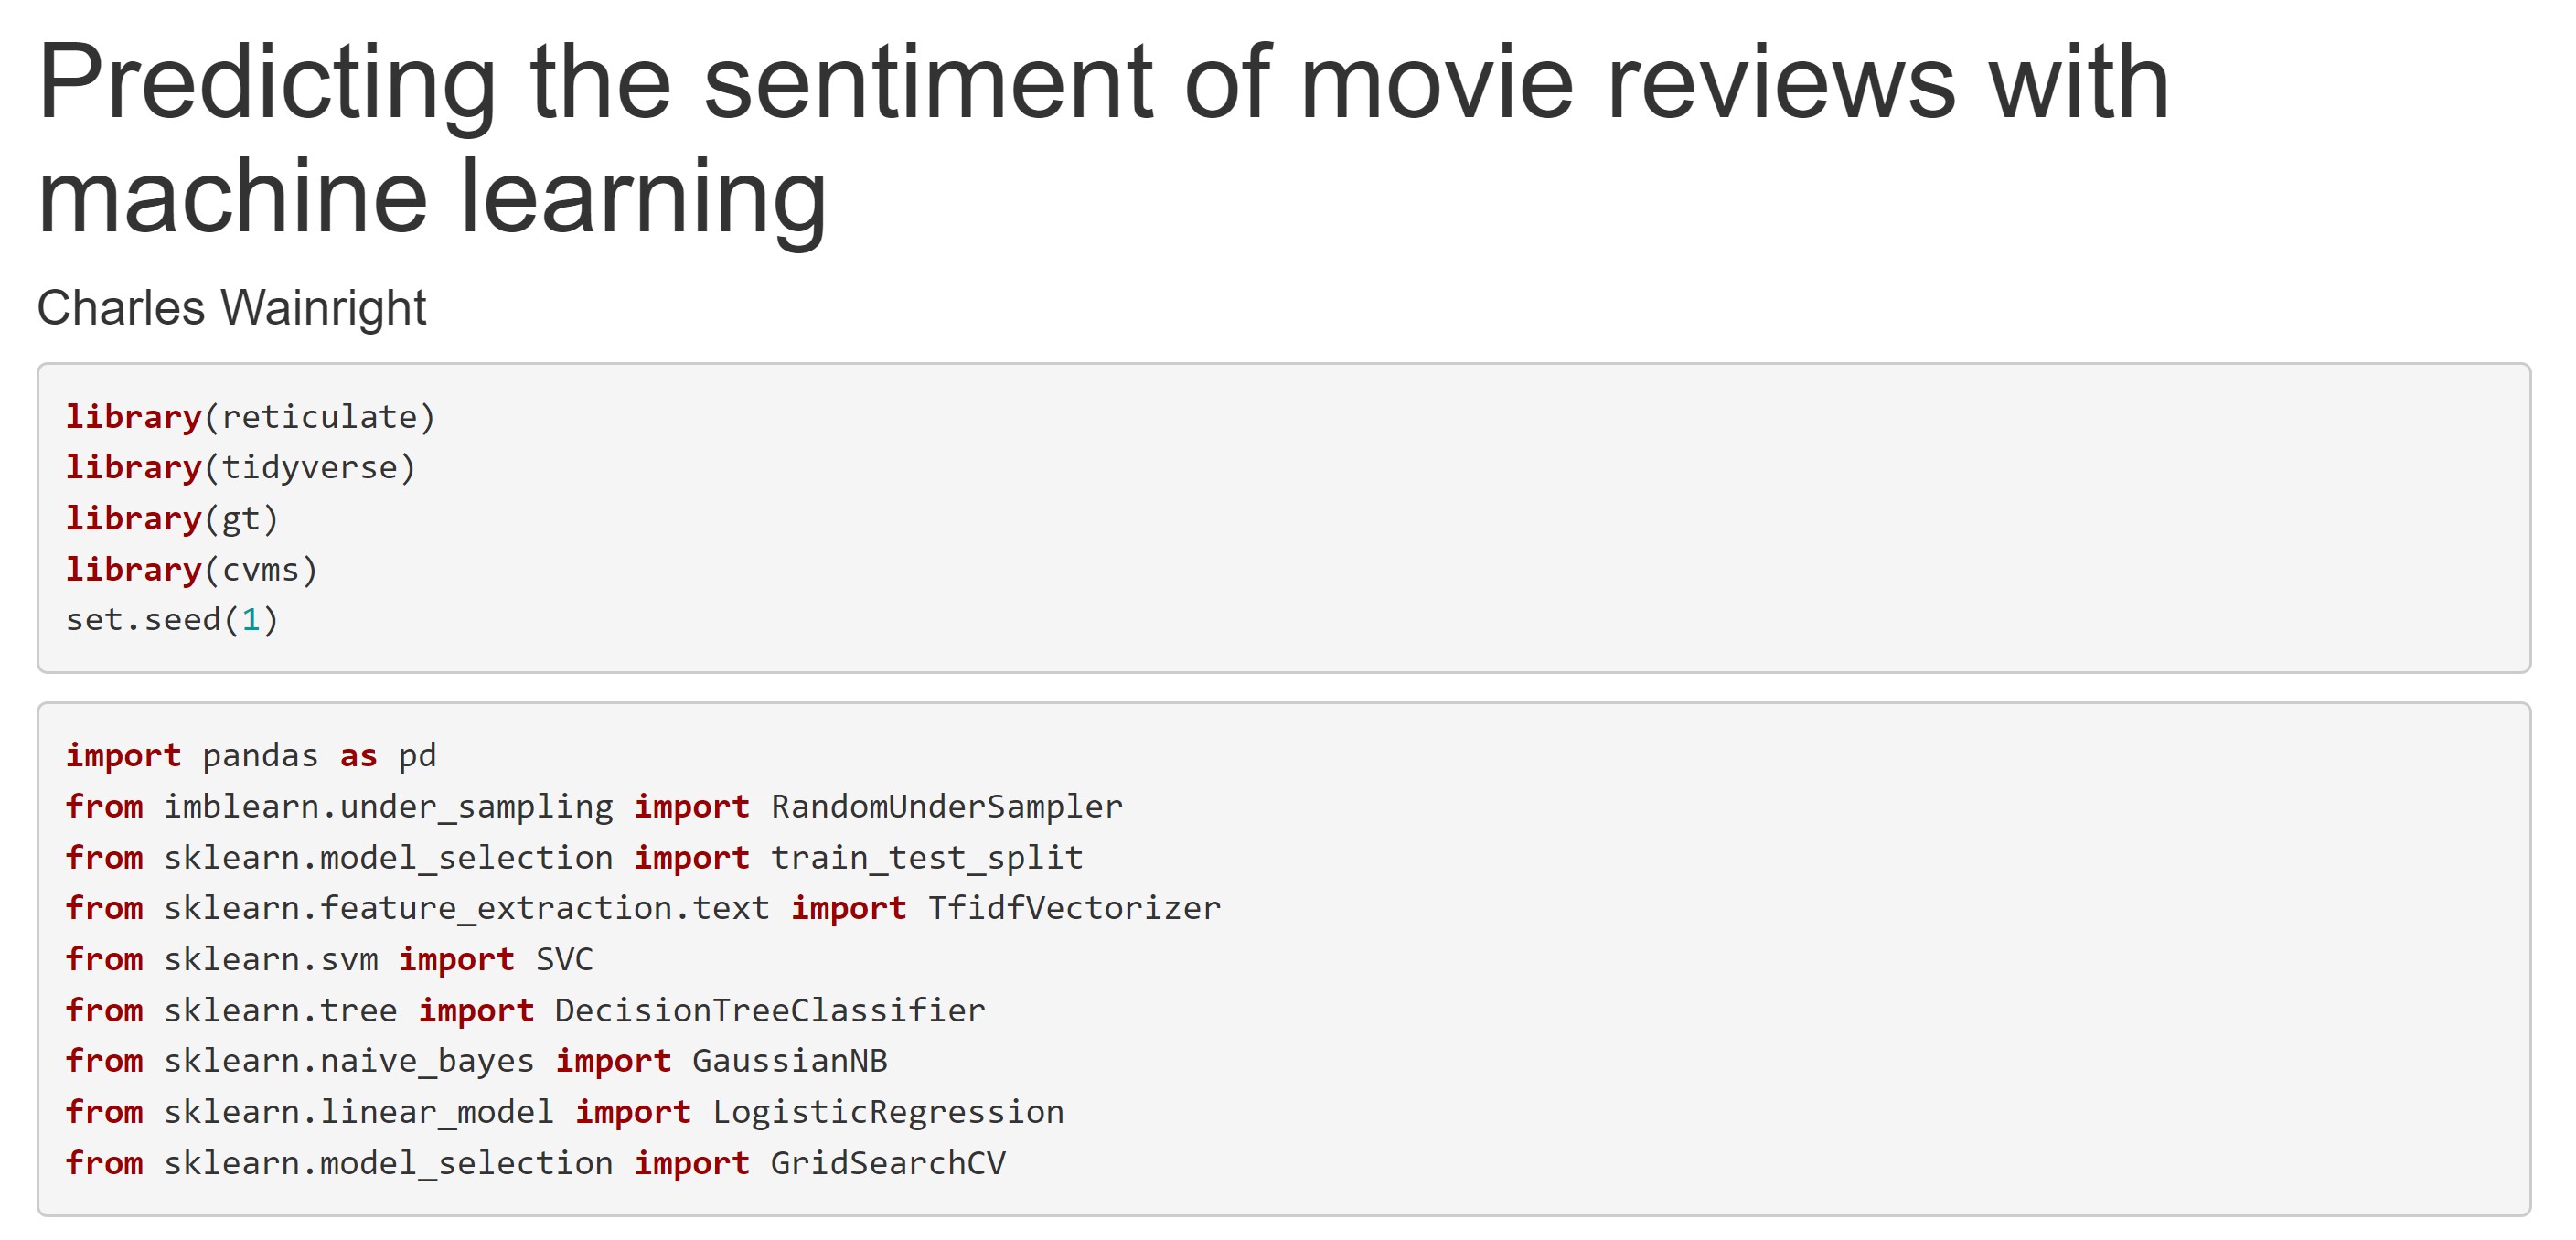 Predicting the sentiment of movie reviews with
machine learning
Charles Wainright
library(reticulate)
library(tidyverse)
library(gt)
library(cvms)
set.seed(1)
import pandas as pd
from imblearn.under_sampling import RandomUnderSampler
from sklearn.model_selection import train_test_split
from sklearn.feature_extraction.text import TfidfVectorizer
from sklearn.svm import SVC
from sklearn.tree import DecisionTreeClassifier
from sklearn.naive_bayes import GaussianNB
from sklearn.linear_model import LogisticRegression
from sklearn.model_selection import GridSearchCV